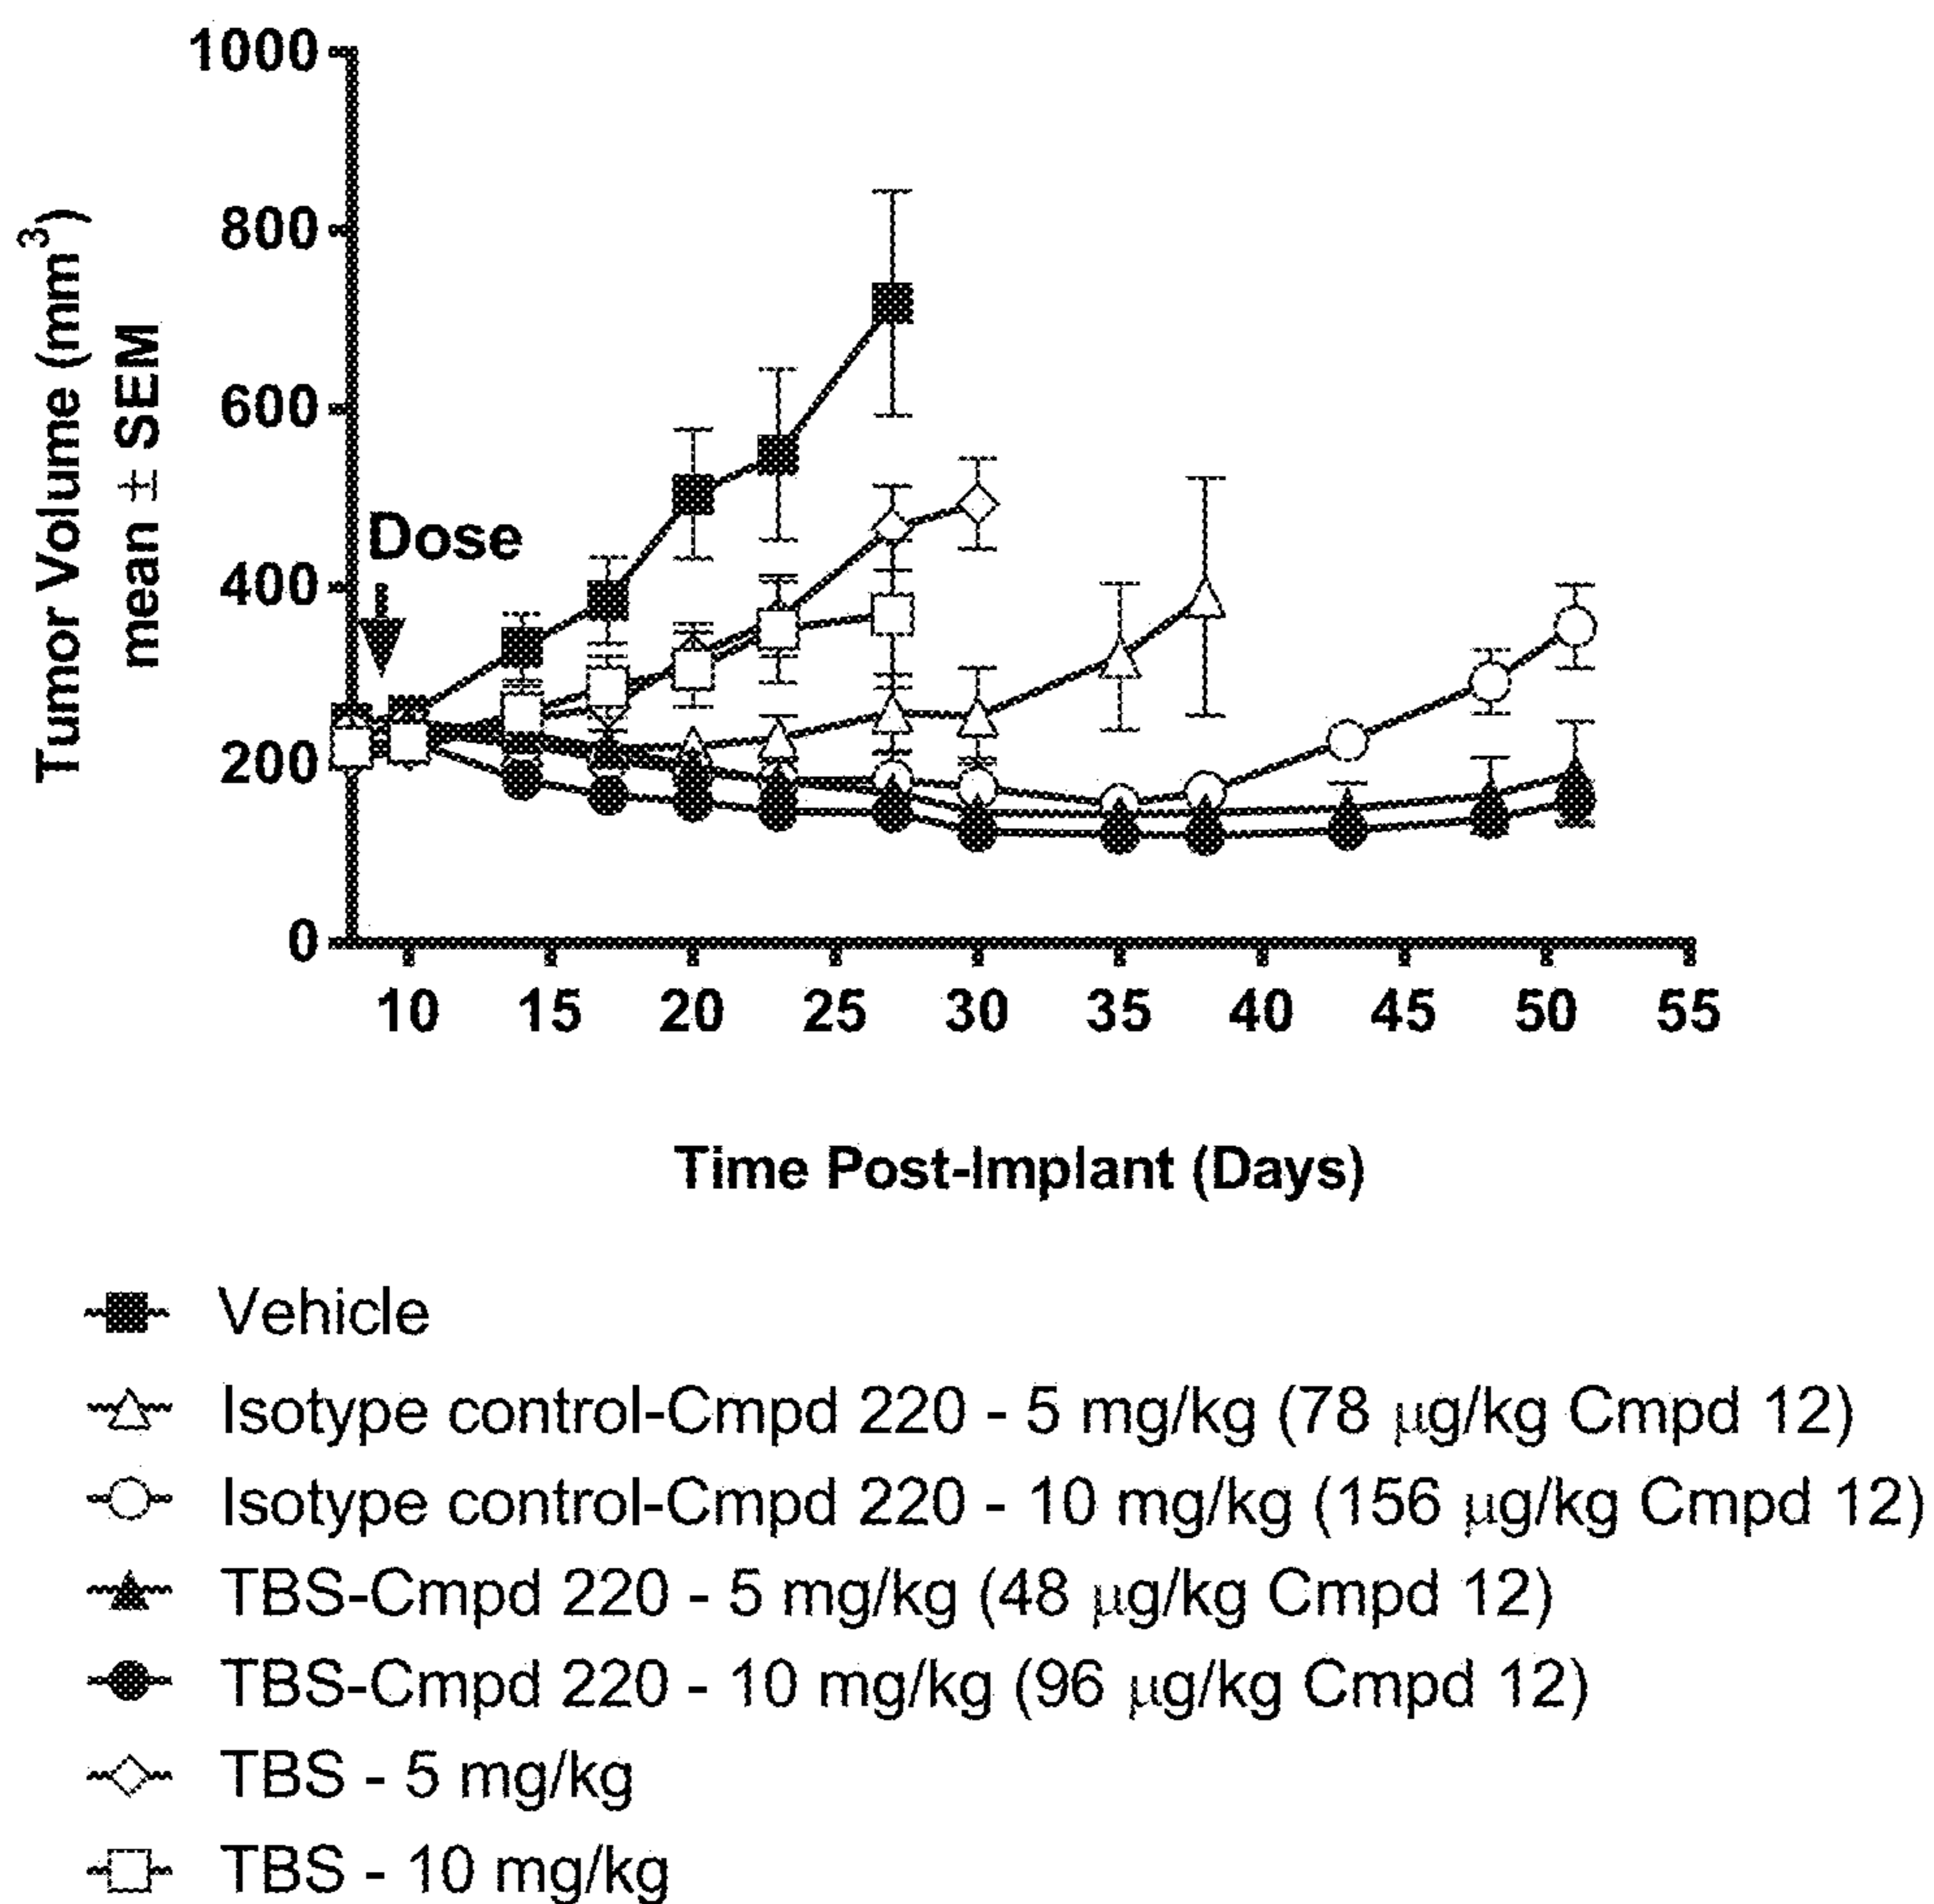 1000
800
600
400
200
0
Tumor Volume (mm³)
mean ± SEM
Dose
10 15 20 25 30 35 40 45 50 55
Time Post-Implant (Days)
Vehicle
Isotype control-Cmpd 220 - 5 mg/kg (78 μg/kg Cmpd 12)
Isotype control-Cmpd 220 - 10 mg/kg (156 μg/kg Cmpd 12)
TBS-Cmpd 220 - 5 mg/kg (48 μg/kg Cmpd 12)
TBS-Cmpd 220 - 10 mg/kg (96 μg/kg Cmpd 12)
TBS - 5 mg/kg
TBS - 10 mg/kg